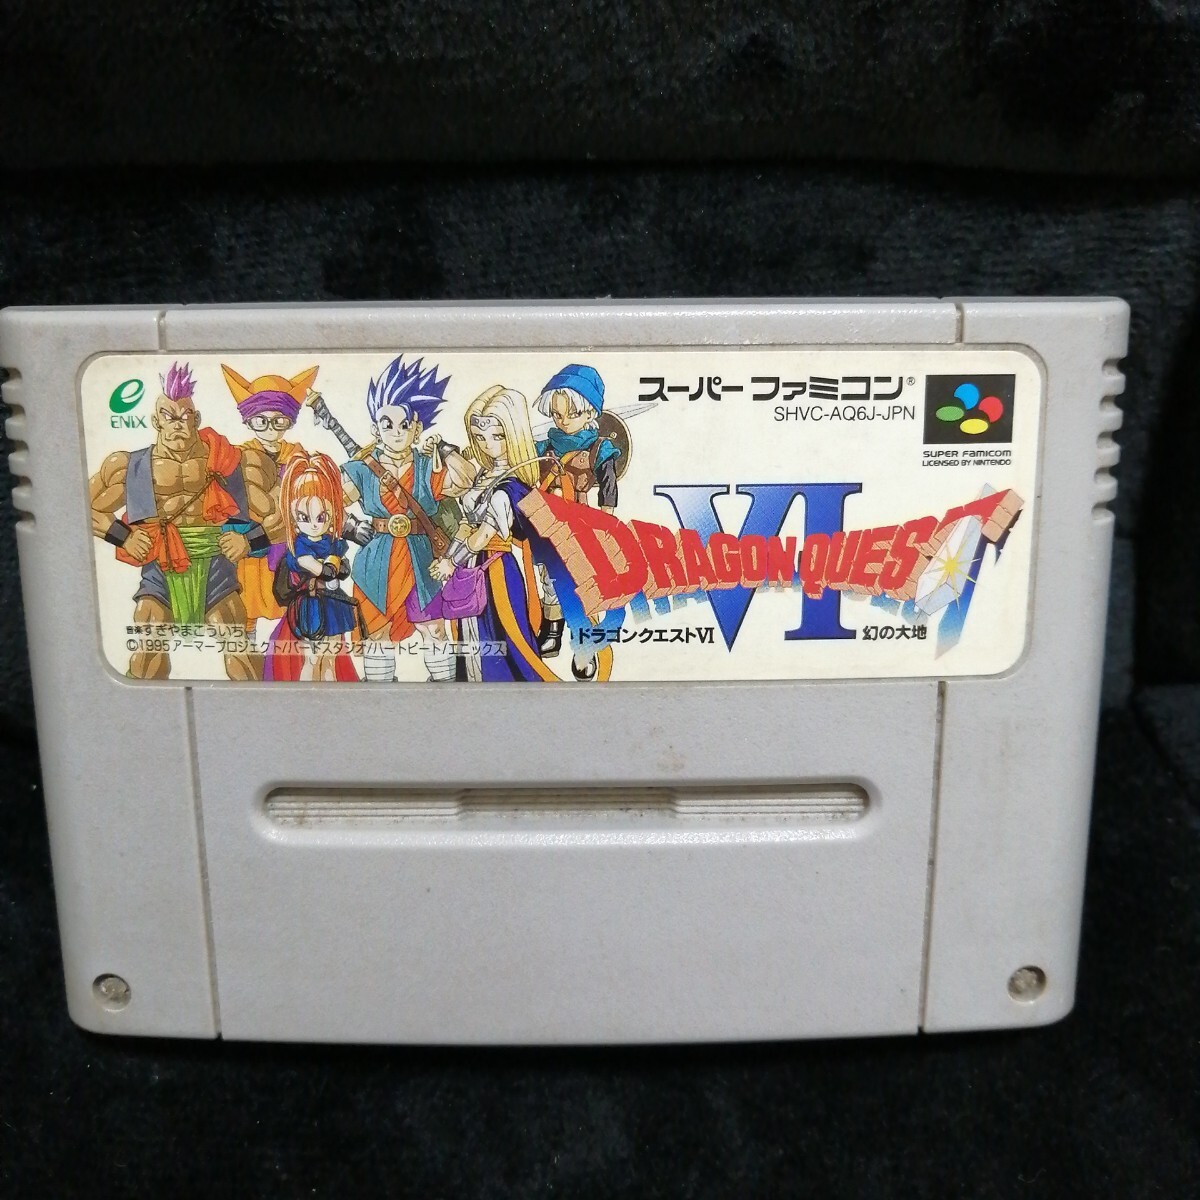 ENIX
スーパーファミコン®
SHVC-AQ6J-JPN
SUPER FAMICOM
LICENSED BY NINTENDO
DRAGON QUEST
VI
ドラゴンクエストVI 幻の大地
音楽 すぎやまこういち
©1995 アーマープロジェクト/バードスタジオ/ハートビート/エニックス